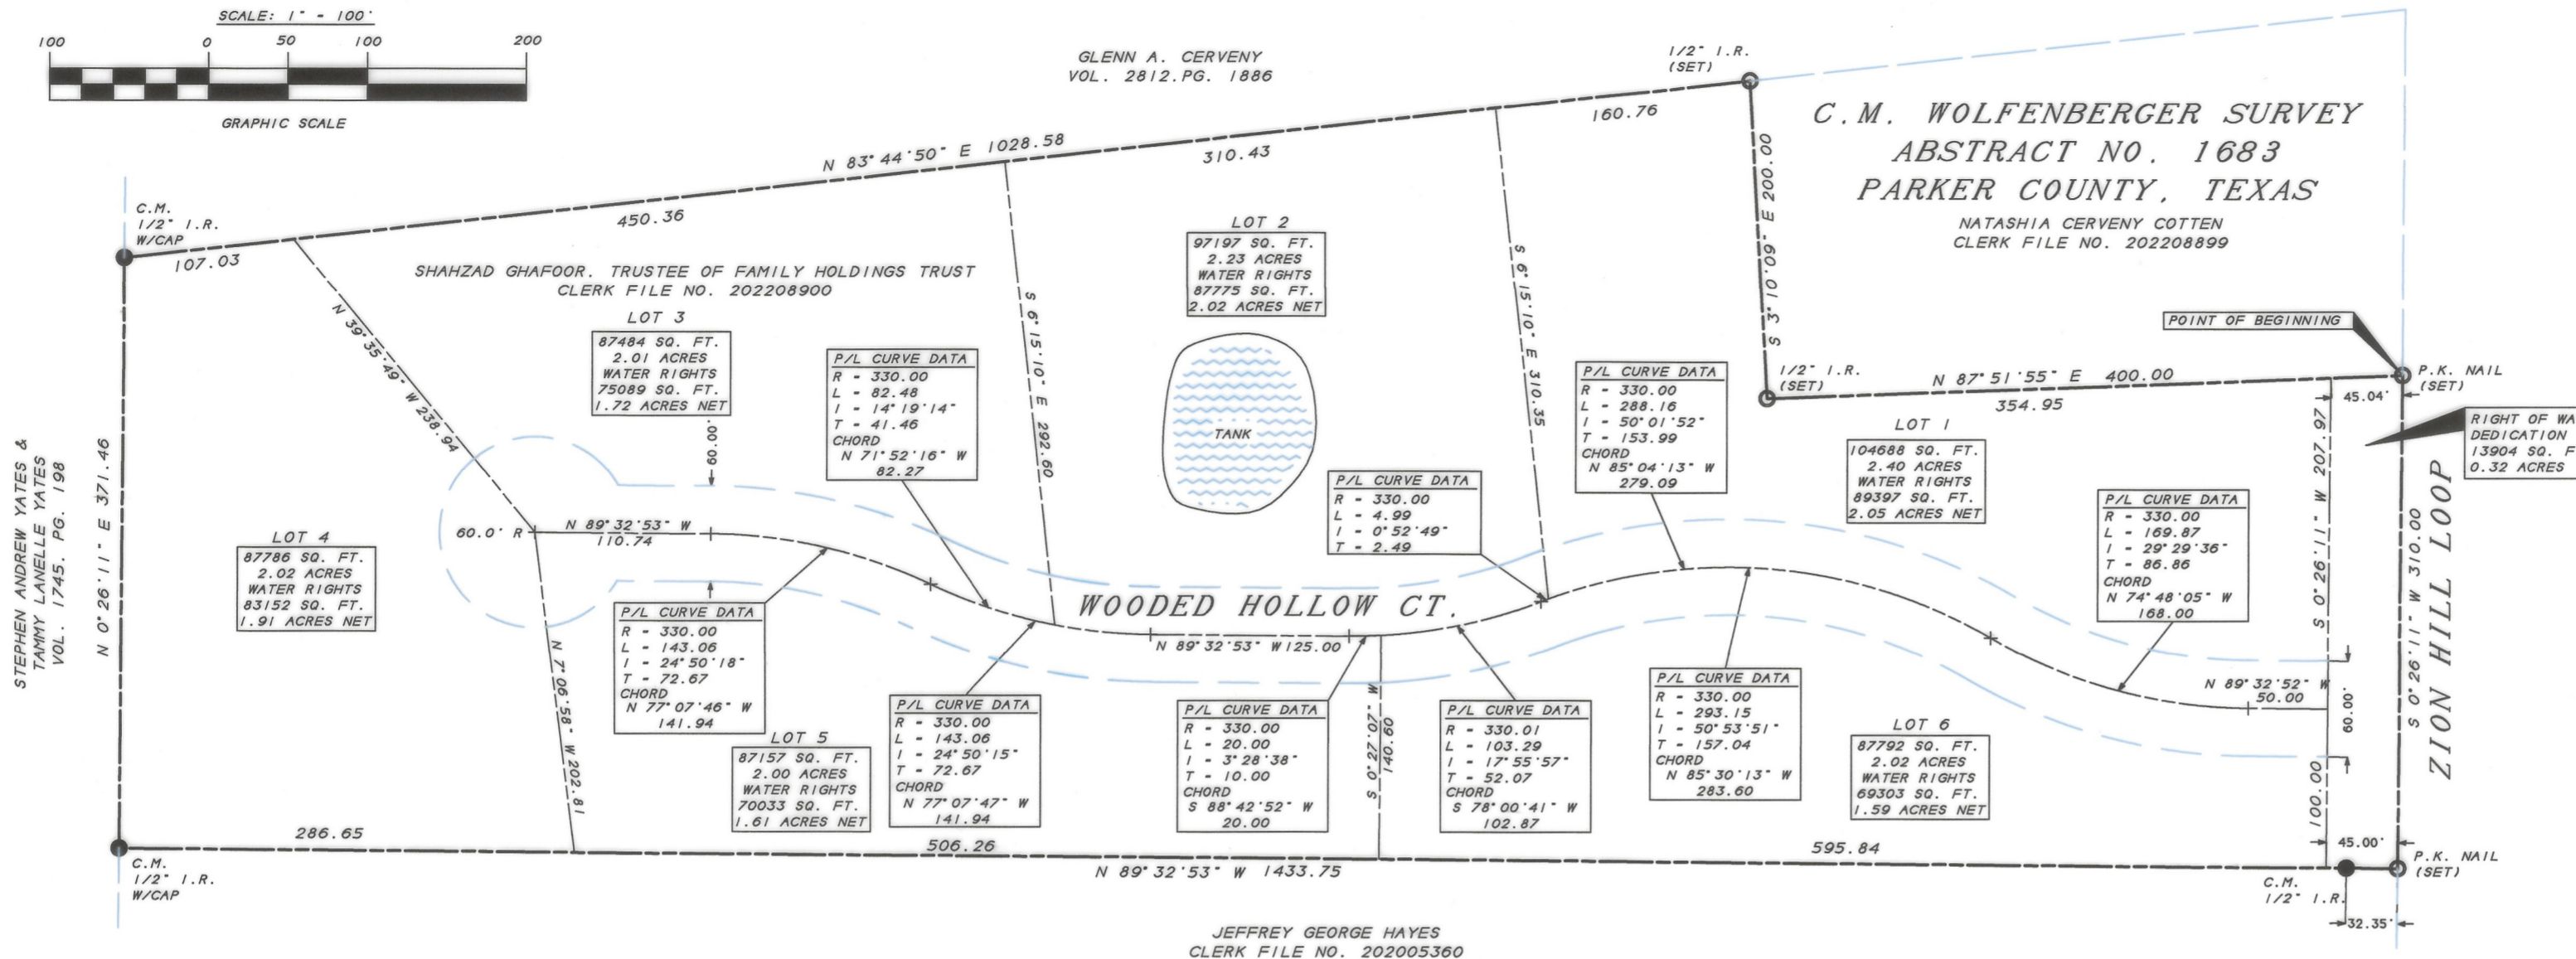 SCALE: 1" - 100'
100 0 50 100 200
GRAPHIC SCALE
GLENN A. CERVENY
VOL. 2812. PG. 1886
1/2" I.R.
(SET)
C.M. WOLFENBERGER SURVEY
ABSTRACT NO. 1683
PARKER COUNTY, TEXAS
NATASHIA CERVENY COTTEN
CLERK FILE NO. 202208899
N 83°44'50" E 1028.58
107.03
450.36
310.43
160.76
S 3°10'09" E 200.00
C.M.
1/2" I.R.
W/CAP
SHAHZAD GHAFOOR. TRUSTEE OF FAMILY HOLDINGS TRUST
CLERK FILE NO. 202208900
LOT 2
97197 SQ. FT.
2.23 ACRES
WATER RIGHTS
87775 SQ. FT.
2.02 ACRES NET
TANK
LOT 3
87484 SQ. FT.
2.01 ACRES
WATER RIGHTS
75089 SQ. FT.
1.72 ACRES NET
60.00'
N 39°35'49" W 238.94
S 6°15'10" E 292.60
S 6°15'10" E 310.35
P/L CURVE DATA
R - 330.00
L - 82.48
I - 14°19'14"
T - 41.46
CHORD
N 71°52'16" W
82.27
P/L CURVE DATA
R - 330.00
L - 4.99
I - 0°52'49"
T - 2.49
P/L CURVE DATA
R - 330.00
L - 288.16
I - 50°01'52"
T - 153.99
CHORD
N 85°04'13" W
279.09
POINT OF BEGINNING
1/2" I.R.
(SET)
N 87°51'55" E 400.00
354.95
45.04'
P.K. NAIL
(SET)
RIGHT OF WA
DEDICATION
13904 SQ. F
0.32 ACRES
LOT 1
104688 SQ. FT.
2.40 ACRES
WATER RIGHTS
89397 SQ. FT.
2.05 ACRES NET
P/L CURVE DATA
R - 330.00
L - 169.87
I - 29°29'36"
T - 86.86
CHORD
N 74°48'05" W
168.00
S 0°26'11" W 207.97
S 0°26'11" W 310.00
ZION HILL LOOP
STEPHEN ANDREW YATES &
TAMMY LANELLE YATES
VOL. 1745. PG. 198
N 0°26'11" E 371.46
LOT 4
87786 SQ. FT.
2.02 ACRES
WATER RIGHTS
83152 SQ. FT.
1.91 ACRES NET
60.0' R
N 89°32'53" W
110.74
WOODED HOLLOW CT.
N 89°32'53" W125.00
N 89°32'52" W
50.00
60.00'
100.00
N 7°06'58" W 202.81
P/L CURVE DATA
R - 330.00
L - 143.06
I - 24°50'18"
T - 72.67
CHORD
N 77°07'46" W
141.94
LOT 5
87157 SQ. FT.
2.00 ACRES
WATER RIGHTS
70033 SQ. FT.
1.61 ACRES NET
P/L CURVE DATA
R - 330.00
L - 143.06
I - 24°50'15"
T - 72.67
CHORD
N 77°07'47" W
141.94
P/L CURVE DATA
R - 330.00
L - 20.00
I - 3°28'38"
T - 10.00
CHORD
S 88°42'52" W
20.00
S 0°27'07" W
140.60
P/L CURVE DATA
R - 330.01
L - 103.29
I - 17°55'57"
T - 52.07
CHORD
S 78°00'41" W
102.87
P/L CURVE DATA
R - 330.00
L - 293.15
I - 50°53'51"
T - 157.04
CHORD
N 85°30'13" W
283.60
LOT 6
87792 SQ. FT.
2.02 ACRES
WATER RIGHTS
69303 SQ. FT.
1.59 ACRES NET
286.65
506.26
595.84
45.00'
N 89°32'53" W 1433.75
C.M.
1/2" I.R.
W/CAP
C.M.
1/2" I.R.
P.K. NAIL
(SET)
32.35'
JEFFREY GEORGE HAYES
CLERK FILE NO. 202005360